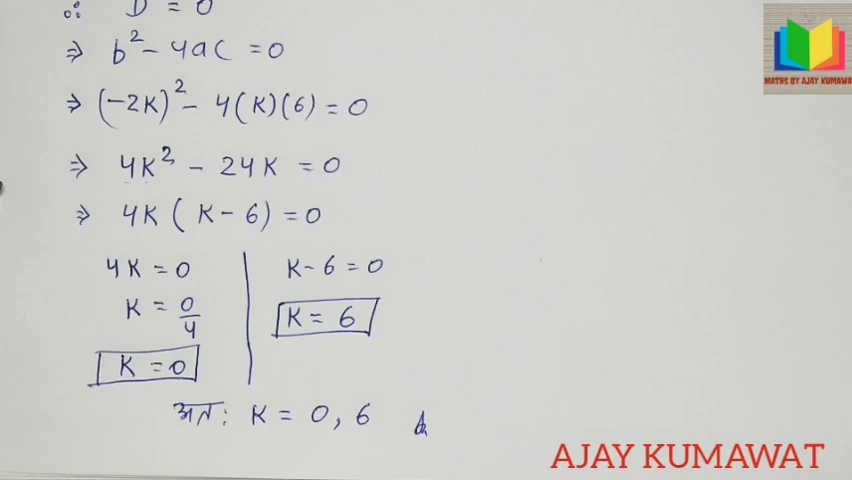 ∴ D = 0
⇒ b² - 4ac = 0
⇒ (-2K)² - 4(K)(6) = 0
⇒ 4K² - 24K = 0
⇒ 4K(K-6) = 0
4K = 0
K = 0/4
K = 0
K-6 = 0
K = 6
अतः K = 0, 6
MATHS BY AJAY KUMAWA
AJAY KUMAWAT